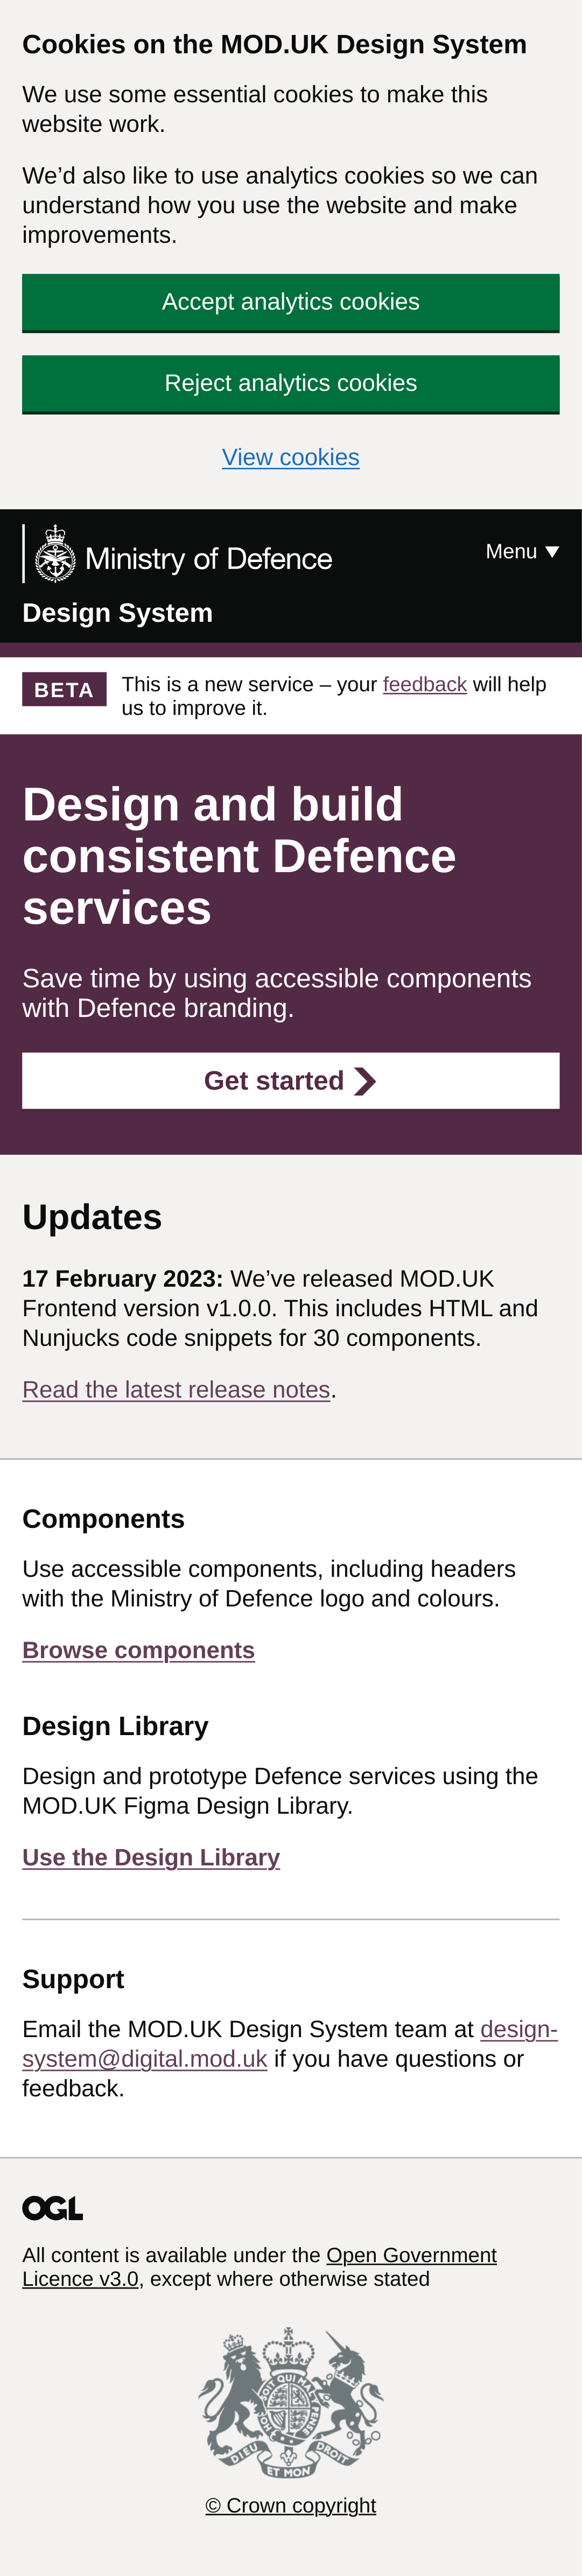 Cookies on the MOD.UK Design System
We use some essential cookies to make this
website work.
We’d also like to use analytics cookies so we can
understand how you use the website and make
improvements.
Accept analytics cookies
Reject analytics cookies
View cookies
Ministry of Defence
Menu ▼
Design System
BETA
This is a new service – your feedback will help
us to improve it.
Design and build
consistent Defence
services
Save time by using accessible components
with Defence branding.
Get started
Updates
17 February 2023: We’ve released MOD.UK
Frontend version v1.0.0. This includes HTML and
Nunjucks code snippets for 30 components.
Read the latest release notes.
Components
Use accessible components, including headers
with the Ministry of Defence logo and colours.
Browse components
Design Library
Design and prototype Defence services using the
MOD.UK Figma Design Library.
Use the Design Library
Support
Email the MOD.UK Design System team at design-
system@digital.mod.uk if you have questions or
feedback.
OGL
All content is available under the Open Government
Licence v3.0, except where otherwise stated
DIEU ET MON DROIT
© Crown copyright